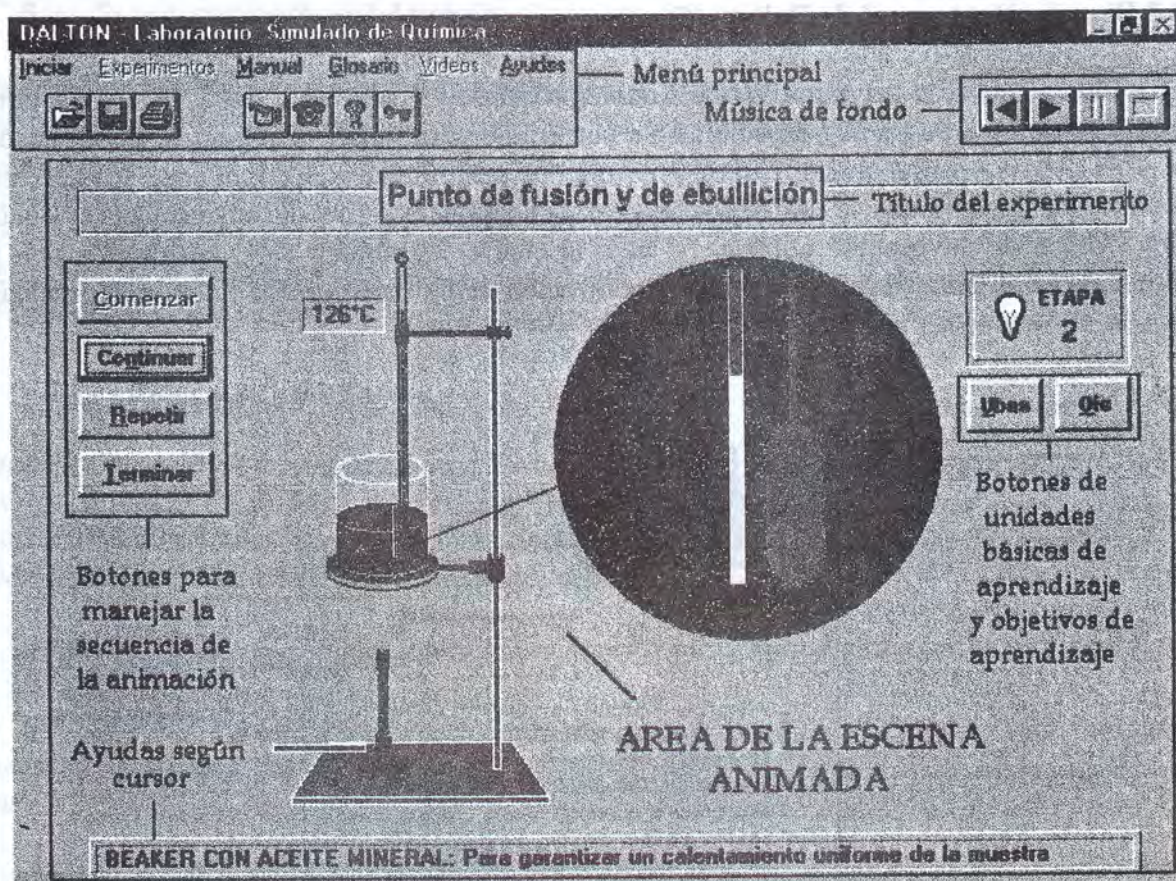 DALTON - Laboratorio Simulado de Química
Iniciar Experimentos Manual Glosario Videos Ayudas
Menú principal
Música de fondo
Punto de fusión y de ebullición
Título del experimento
Comenzar
Continuar
Repetir
Terminar
126°C
ETAPA
2
Ubas Ojs
Botones para
manejar la
secuencia de
la animación
Botones de
unidades
básicas de
aprendizaje
y objetivos de
aprendizaje
Ayudas según
cursor
AREA DE LA ESCENA
ANIMADA
BEAKER CON ACEITE MINERAL: Para garantizar un calentamiento uniforme de la muestra